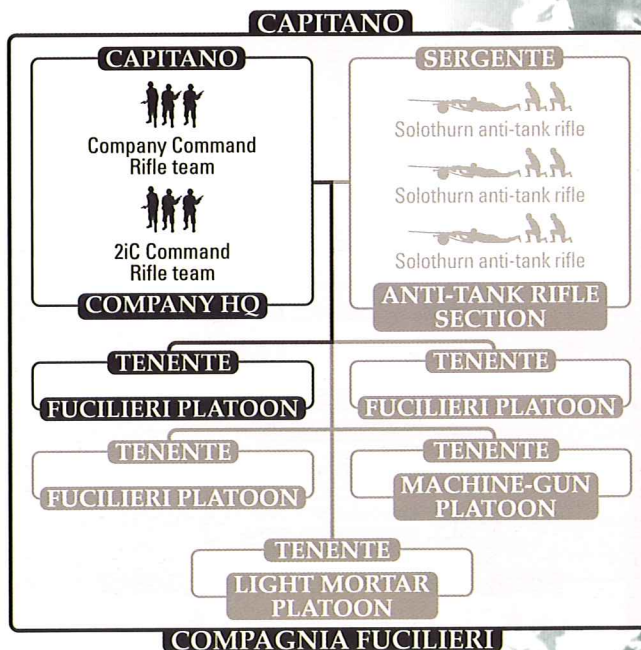 CAPITANO
CAPITANO
Company Command
Rifle team
2iC Command
Rifle team
COMPANY HQ
SERGENTE
Solothurn anti-tank rifle
Solothurn anti-tank rifle
Solothurn anti-tank rifle
ANTI-TANK RIFLE
SECTION
TENENTE
FUCILIERI PLATOON
TENENTE
FUCILIERI PLATOON
TENENTE
FUCILIERI PLATOON
TENENTE
MACHINE-GUN
PLATOON
TENENTE
LIGHT MORTAR
PLATOON
COMPAGNIA FUCILIERI